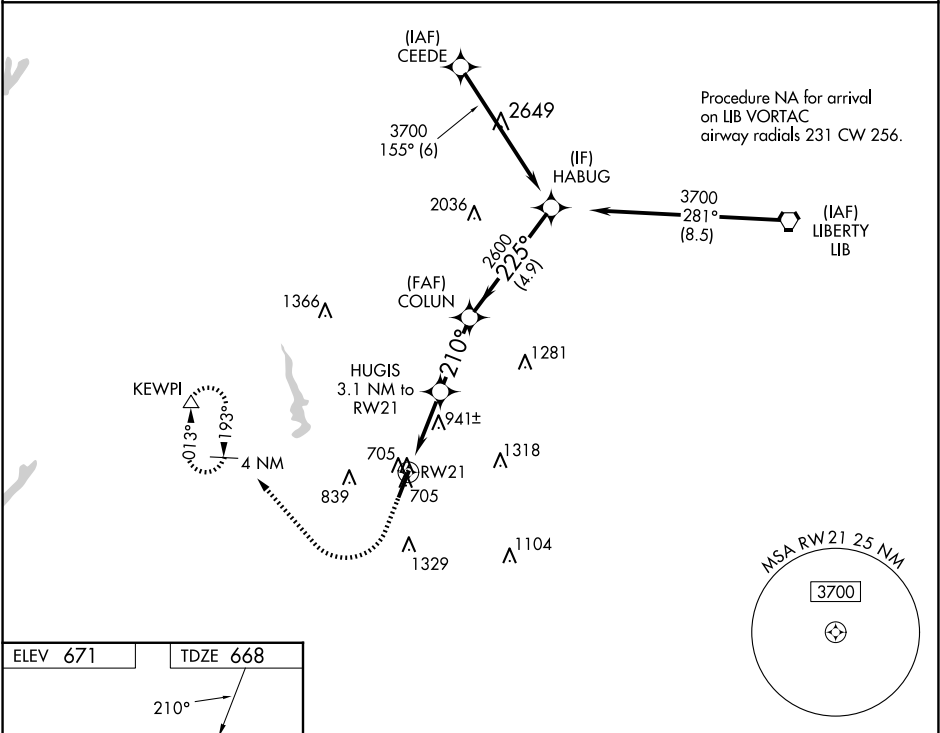 (IAF)
CEEDE
2649
3700
155° (6)
Procedure NA for arrival
on LIB VORTAC
airway radials 231 CW 256.
(IF)
HABUG
2036
3700
281°
(8.5)
(IAF)
LIBERTY
LIB
2600
225°
(4.9)
(FAF)
COLUN
1366
210°
1281
HUGIS
3.1 NM to
RW21
KEWPI
013°
193°
4 NM
941±
705
RW21
1318
839
705
1329
1104
MSA RW21 25 NM
3700
ELEV 671
TDZE 668
210°